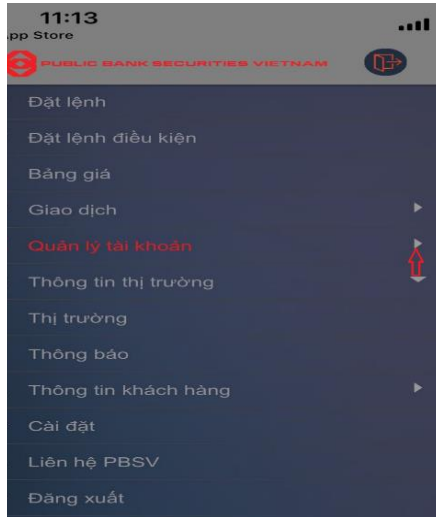 11:13
pp Store
PUBLIC BANK SECURITIES VIETNAM
Đặt lệnh
Đặt lệnh điều kiện
Bảng giá
Giao dịch
Quản lý tài khoản
Thông tin thị trường
Thị trường
Thông báo
Thông tin khách hàng
Cài đặt
Liên hệ PBSV
Đăng xuất